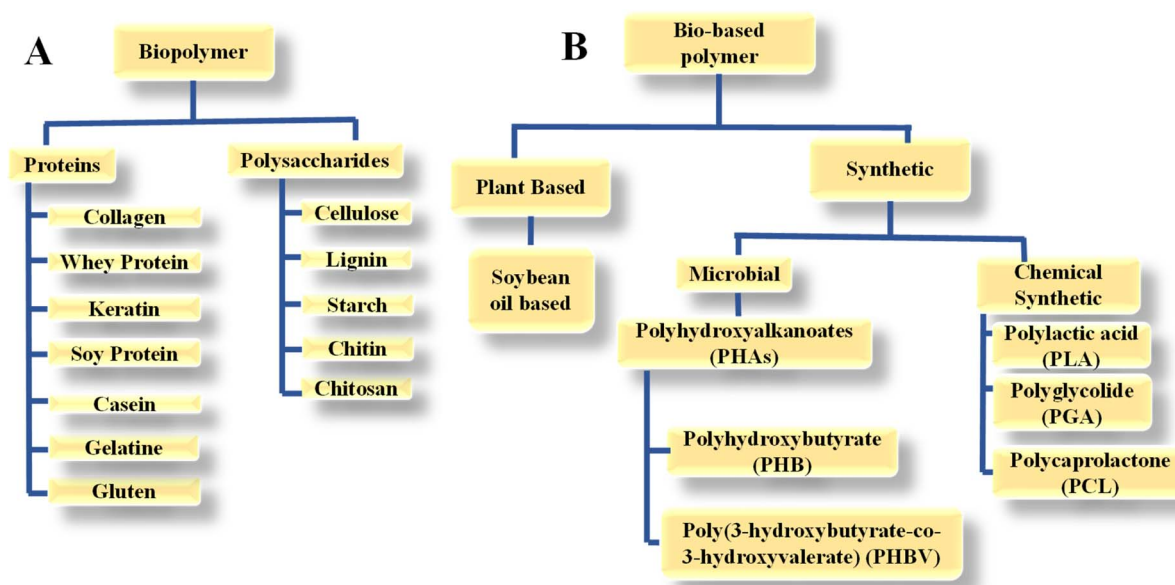 A
Biopolymer
Proteins
Collagen
Whey Protein
Keratin
Soy Protein
Casein
Gelatine
Gluten
Polysaccharides
Cellulose
Lignin
Starch
Chitin
Chitosan
B
Bio-based
polymer
Plant Based
Soybean
oil based
Synthetic
Microbial
Polyhydroxyalkanoates
(PHAs)
Polyhydroxybutyrate
(PHB)
Poly(3-hydroxybutyrate-co-
3-hydroxyvalerate) (PHBV)
Chemical
Synthetic
Polylactic acid
(PLA)
Polyglycolide
(PGA)
Polycaprolactone
(PCL)